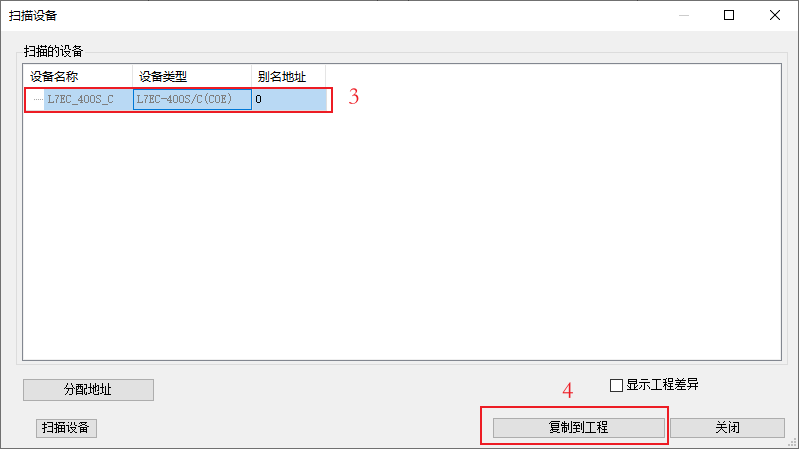 扫描设备
扫描的设备
设备名称 设备类型 别名地址
L7EC_400S_C L7EC-400S/C(COE) 0 3
分配地址 4 显示工程差异
扫描设备 复制到工程 关闭